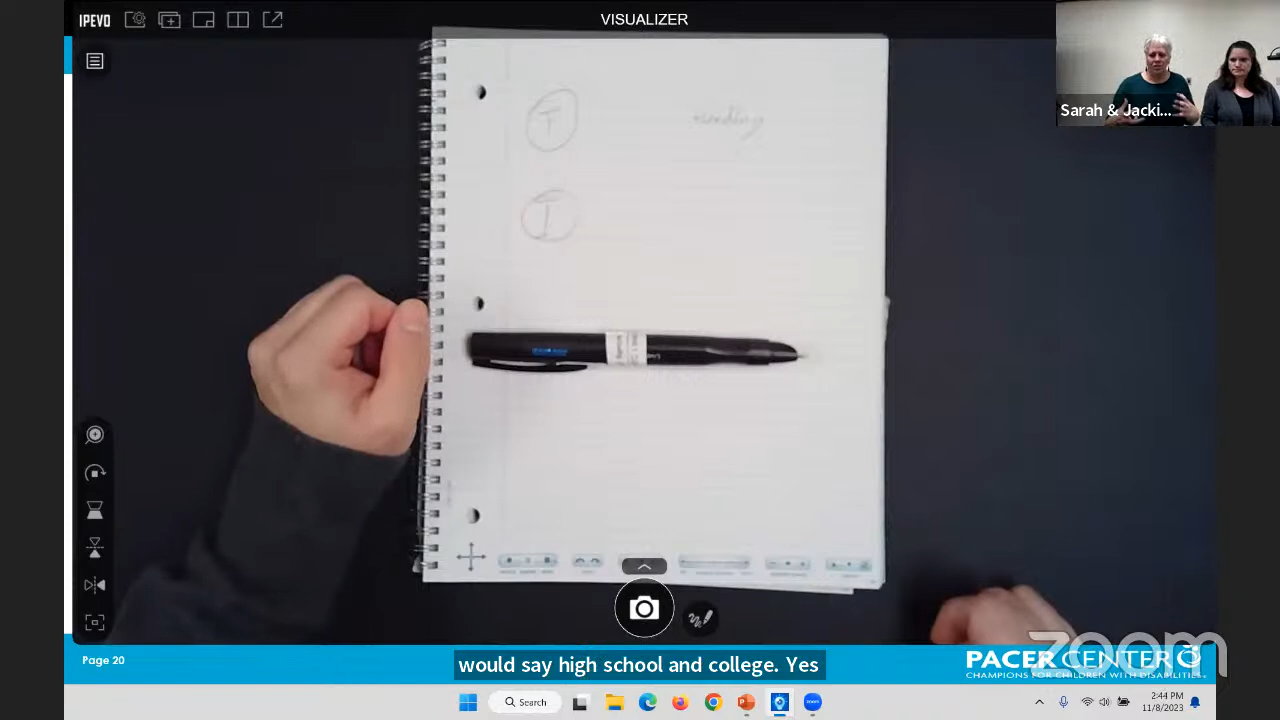 IPEVO
VISUALIZER
Sarah & Jacki...
T
reading
I
zoom
Page 20
would say high school and college. Yes
PACER CENTER
CHAMPIONS FOR CHILDREN WITH DISABILITIES
Search
2:44 PM
11/8/2023